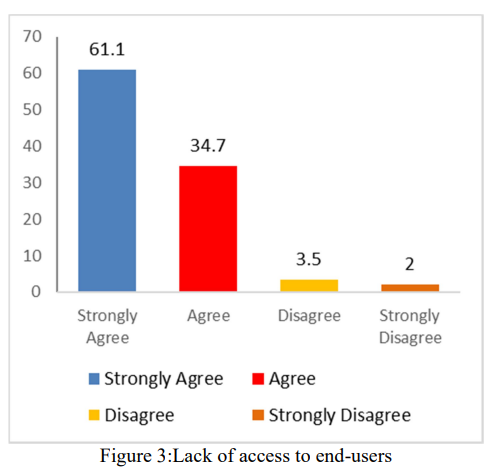 70
60
50
40
30
20
10
0
61.1
34.7
3.5
2
Strongly
Agree
Agree
Disagree
Strongly
Disagree
Strongly Agree
Agree
Disagree
Strongly Disagree
Figure 3:Lack of access to end-users